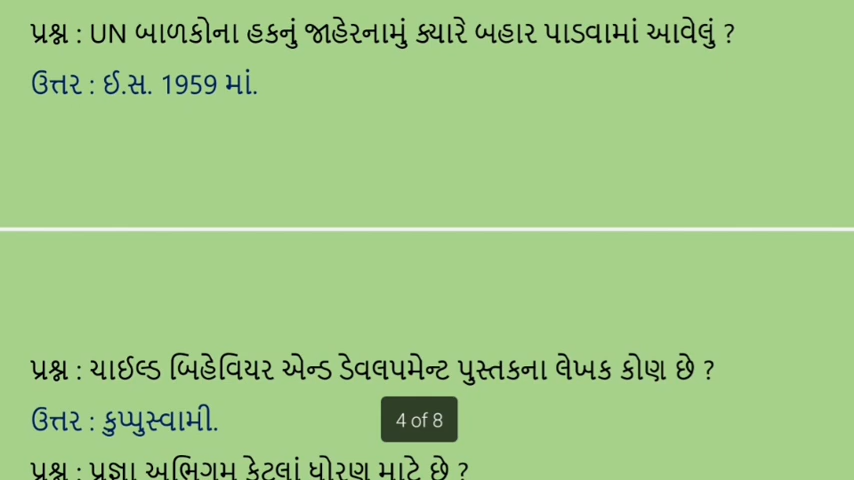 પ્રશ્ન : UN બાળકોના હકનું જાહેરનામું ક્યારે બહાર પાડવામાં આવેલું ?
ઉત્તર : ઈ.સ. 1959 માં.
પ્રશ્ન : ચાઈલ્ડ બિહેવિયર એન્ડ ડેવલપમેન્ટ પુસ્તકના લેખક કોણ છે ?
ઉત્તર : કુપ્પુસ્વામી.
4 of 8
પ્રશ્ન : પ્રજ્ઞા અભિગમ કેટલાં ધોરણ માટે છે ?